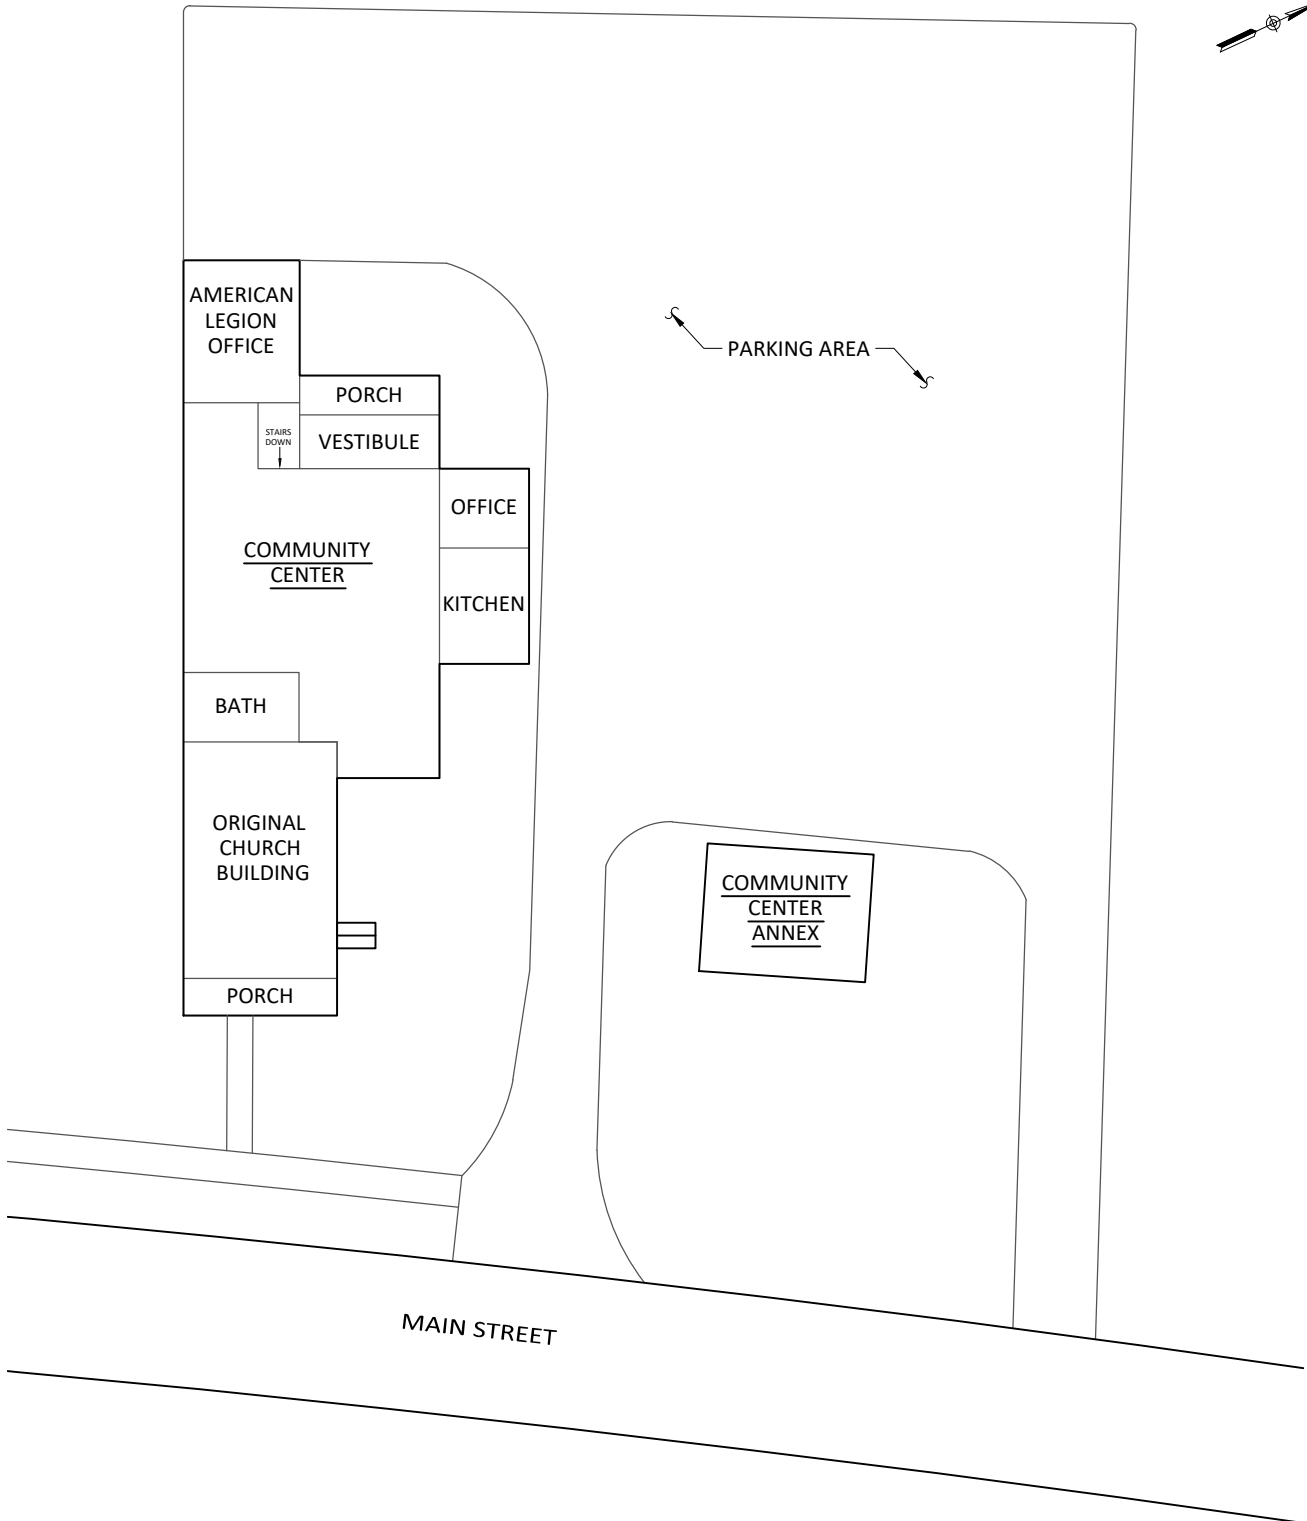 AMERICAN
LEGION
OFFICE
PARKING AREA
PORCH
STAIRS
DOWN
VESTIBULE
OFFICE
COMMUNITY
CENTER
KITCHEN
BATH
ORIGINAL
CHURCH
BUILDING
COMMUNITY
CENTER
ANNEX
PORCH
MAIN STREET